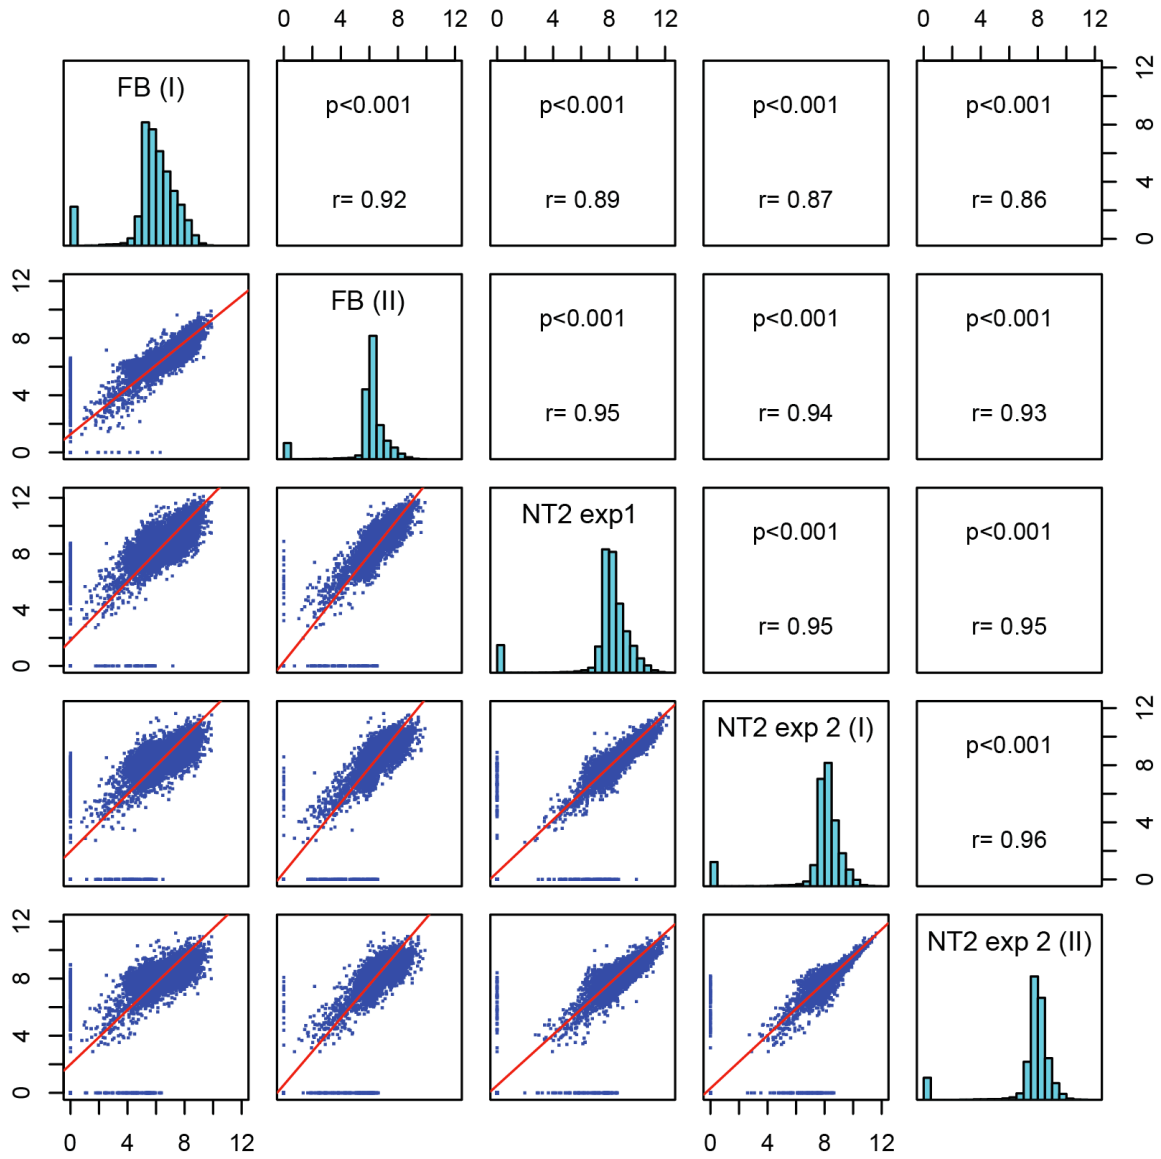 0 4 8 12 0 4 8 12
FB (I)
p<0.001
p<0.001
p<0.001
p<0.001
r= 0.92
r= 0.89
r= 0.87
r= 0.86
12
8
4
0
12
8
4
0
FB (II)
p<0.001
p<0.001
p<0.001
r= 0.95
r= 0.94
r= 0.93
12
8
4
0
NT2 exp1
p<0.001
p<0.001
r= 0.95
r= 0.95
NT2 exp 2 (I)
p<0.001
r= 0.96
12
8
4
0
12
8
4
0
NT2 exp 2 (II)
0 4 8 12 0 4 8 12